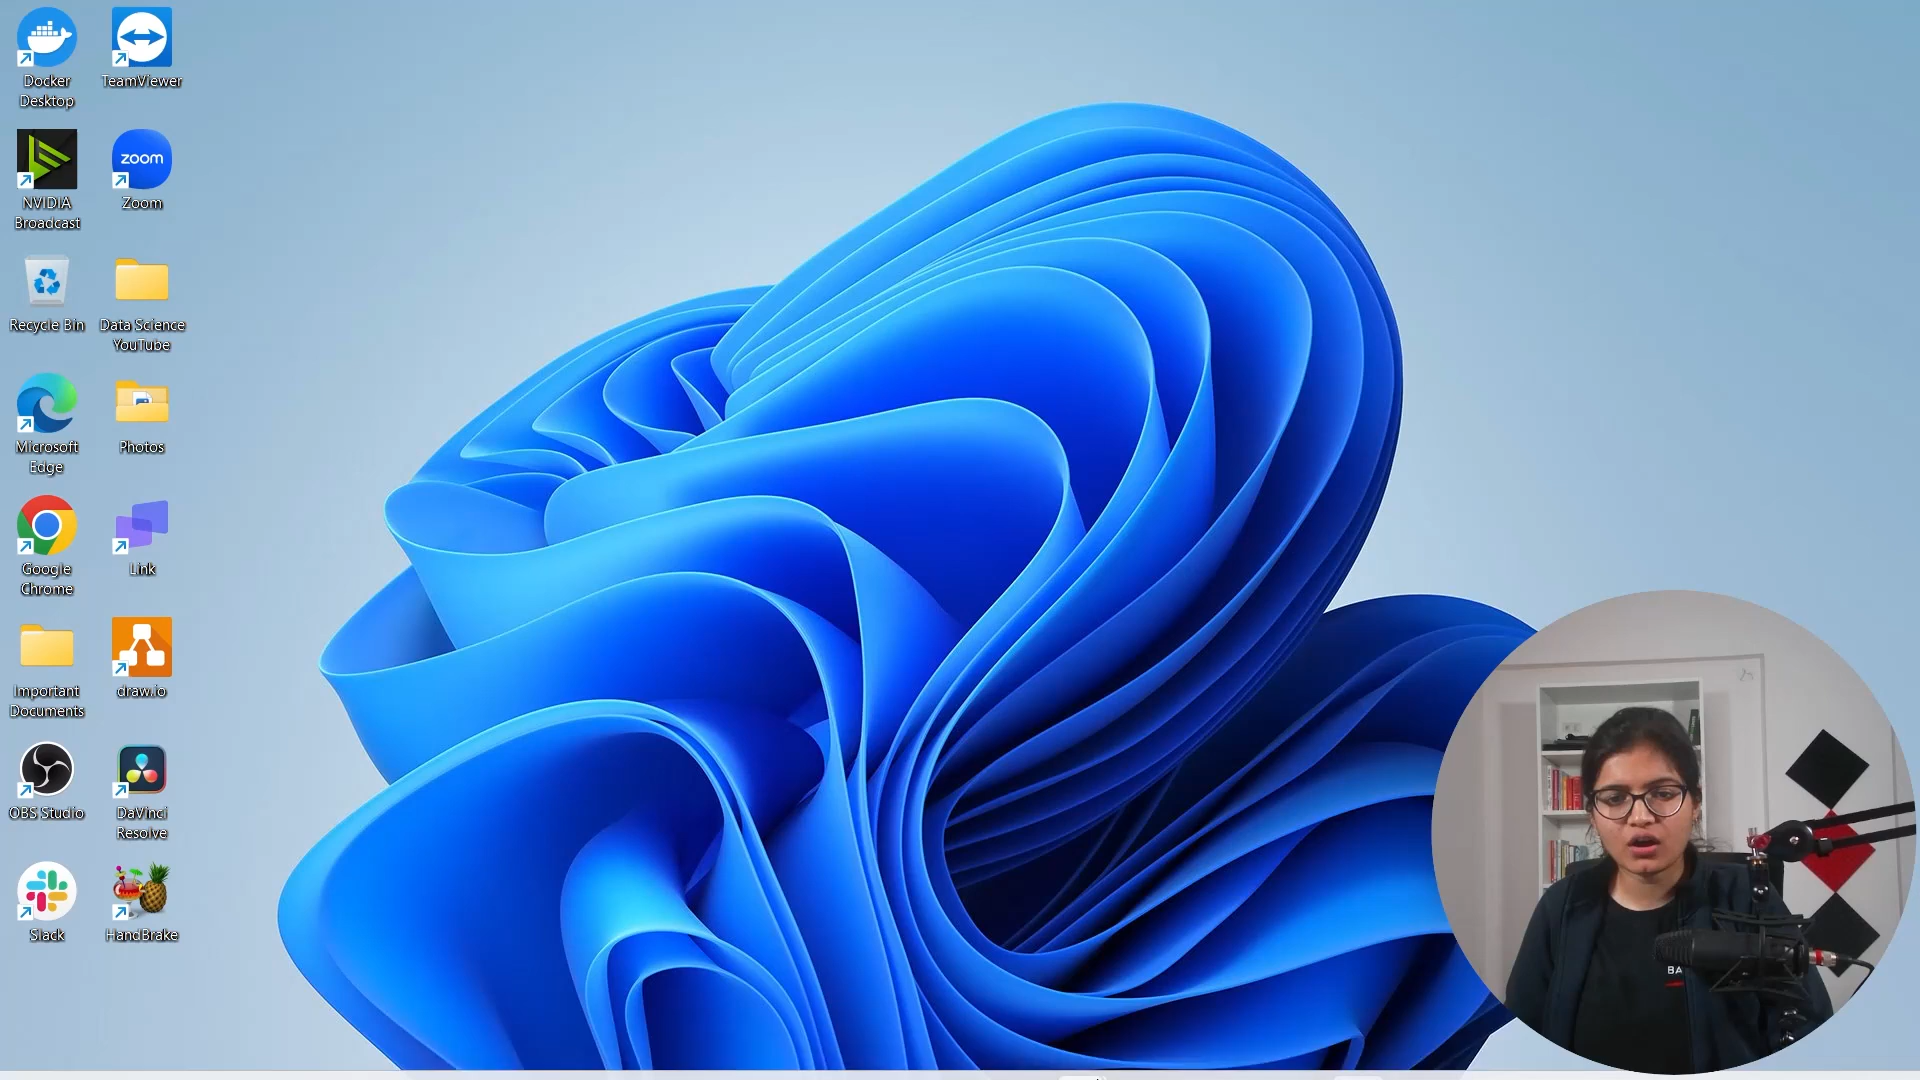 Docker
Desktop
TeamViewer
NVIDIA
Broadcast
zoom
Zoom
Recycle Bin
Data Science
YouTube
Microsoft
Edge
Photos
Google
Chrome
Link
Important
Documents
draw.io
OBS Studio
DaVinci
Resolve
Slack
HandBrake
BA